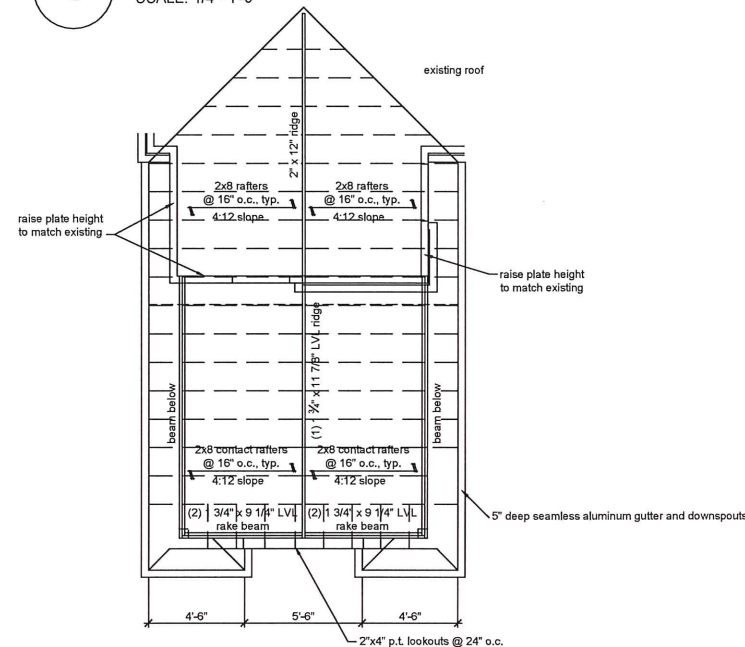 existing roof
2" x 12" ridge
2x8 rafters
@ 16" o.c., typ.
4:12 slope
2x8 rafters
@ 16" o.c., typ.
4:12 slope
raise plate height
to match existing
raise plate height
to match existing
(1) 1 3/4" x 11 7/8" LVL ridge
beam below
beam below
2x8 contact rafters
@ 16" o.c., typ.
4:12 slope
2x8 contact rafters
@ 16" o.c., typ.
4:12 slope
(2) 1 3/4" x 9 1/4" LVL
rake beam
(2) 1 3/4" x 9 1/4" LVL
rake beam
5" deep seamless aluminum gutter and downspouts
4'-6"
5'-6"
4'-6"
2"x4" p.t. lookouts @ 24" o.c.